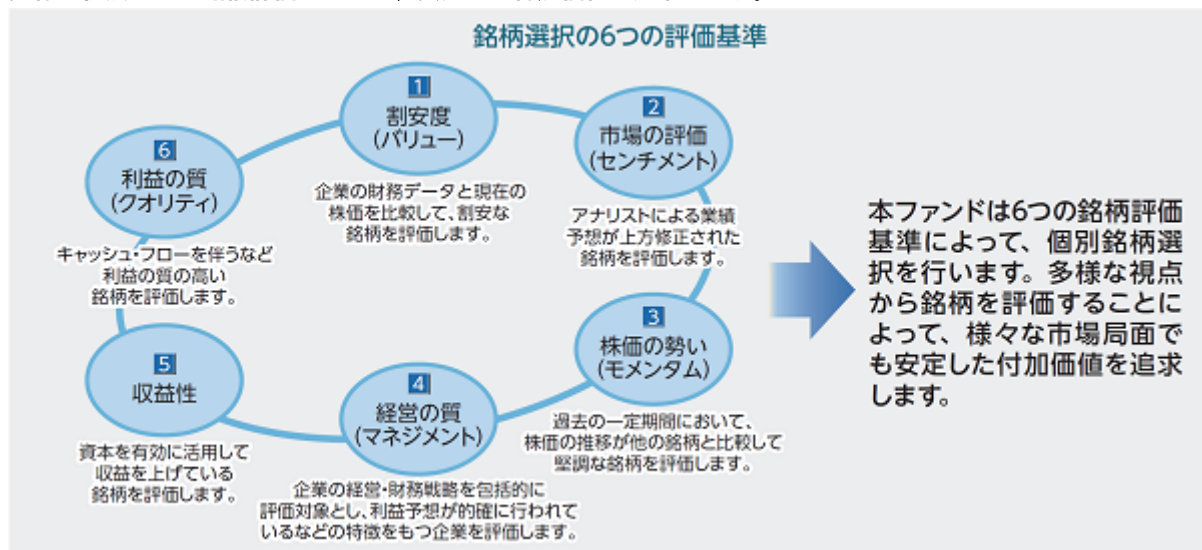 銘柄選択の6つの評価基準
1
割安度
(バリュー)
企業の財務データと現在の
株価を比較して、割安な
銘柄を評価します。
2
市場の評価
(センチメント)
アナリストによる業績
予想が上方修正された
銘柄を評価します。
3
株価の勢い
(モメンタム)
過去の一定期間において、
株価の推移が他の銘柄と比較して
堅調な銘柄を評価します。
4
経営の質
(マネジメント)
企業の経営・財務戦略を包括的に
評価対象とし、利益予想が的確に行われて
いるなどの特徴をもつ企業を評価します。
5
収益性
資本を有効に活用して
収益を上げている
銘柄を評価します。
6
利益の質
(クオリティ)
キャッシュ・フローを伴うなど
利益の質の高い
銘柄を評価します。
本ファンドは6つの銘柄評価
基準によって、個別銘柄選
択を行います。多様な視点
から銘柄を評価することに
よって、様々な市場局面で
も安定した付加価値を追求
します。